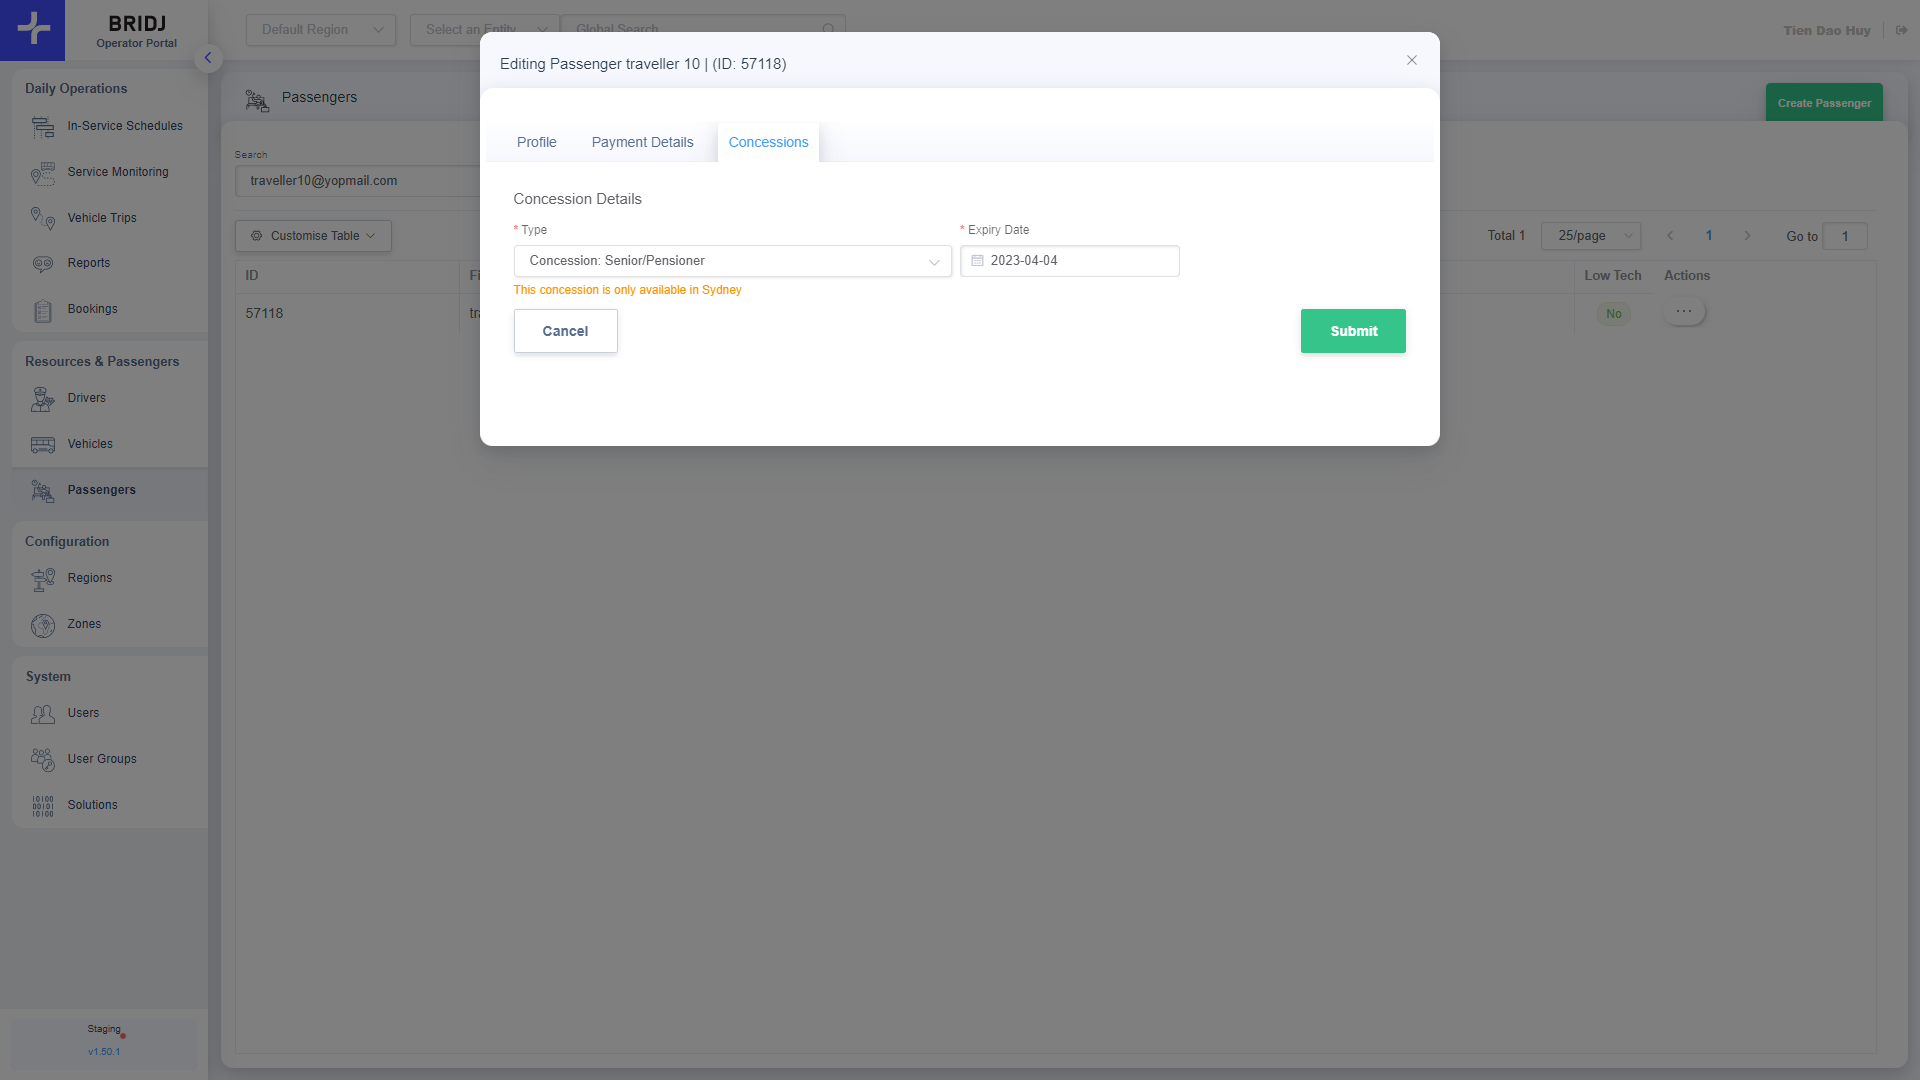 BRIDJ
Operator Portal
Default Region
Select an Entity
Global Search
Tien Dao Huy
Daily Operations
In-Service Schedules
Service Monitoring
Vehicle Trips
Reports
Bookings
Resources & Passengers
Drivers
Vehicles
Passengers
Configuration
Regions
Zones
System
Users
User Groups
Solutions
Staging
v1.50.1
Passengers
Create Passenger
Search
traveller10@yopmail.com
Customise Table
Total 1
25/page
1
Go to
1
ID
Fi
Low Tech
Actions
57118
tr
No
Editing Passenger traveller 10 | (ID: 57118)
Profile
Payment Details
Concessions
Concession Details
* Type
* Expiry Date
Concession: Senior/Pensioner
2023-04-04
This concession is only available in Sydney
Cancel
Submit